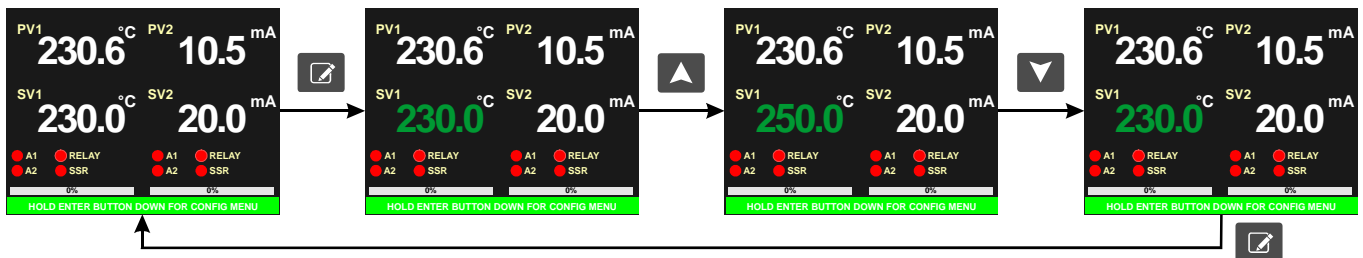 PV1 230.6 °C PV2 10.5 mA
SV1 230.0 °C SV2 20.0 mA
A1 RELAY A1 RELAY
A2 SSR A2 SSR
0% 0%
HOLD ENTER BUTTON DOWN FOR CONFIG MENU
PV1 230.6 °C PV2 10.5 mA
SV1 230.0 °C SV2 20.0 mA
A1 RELAY A1 RELAY
A2 SSR A2 SSR
0% 0%
HOLD ENTER BUTTON DOWN FOR CONFIG MENU
PV1 230.6 °C PV2 10.5 mA
SV1 250.0 °C SV2 20.0 mA
A1 RELAY A1 RELAY
A2 SSR A2 SSR
0% 0%
HOLD ENTER BUTTON DOWN FOR CONFIG MENU
PV1 230.6 °C PV2 10.5 mA
SV1 230.0 °C SV2 20.0 mA
A1 RELAY A1 RELAY
A2 SSR A2 SSR
0% 0%
HOLD ENTER BUTTON DOWN FOR CONFIG MENU